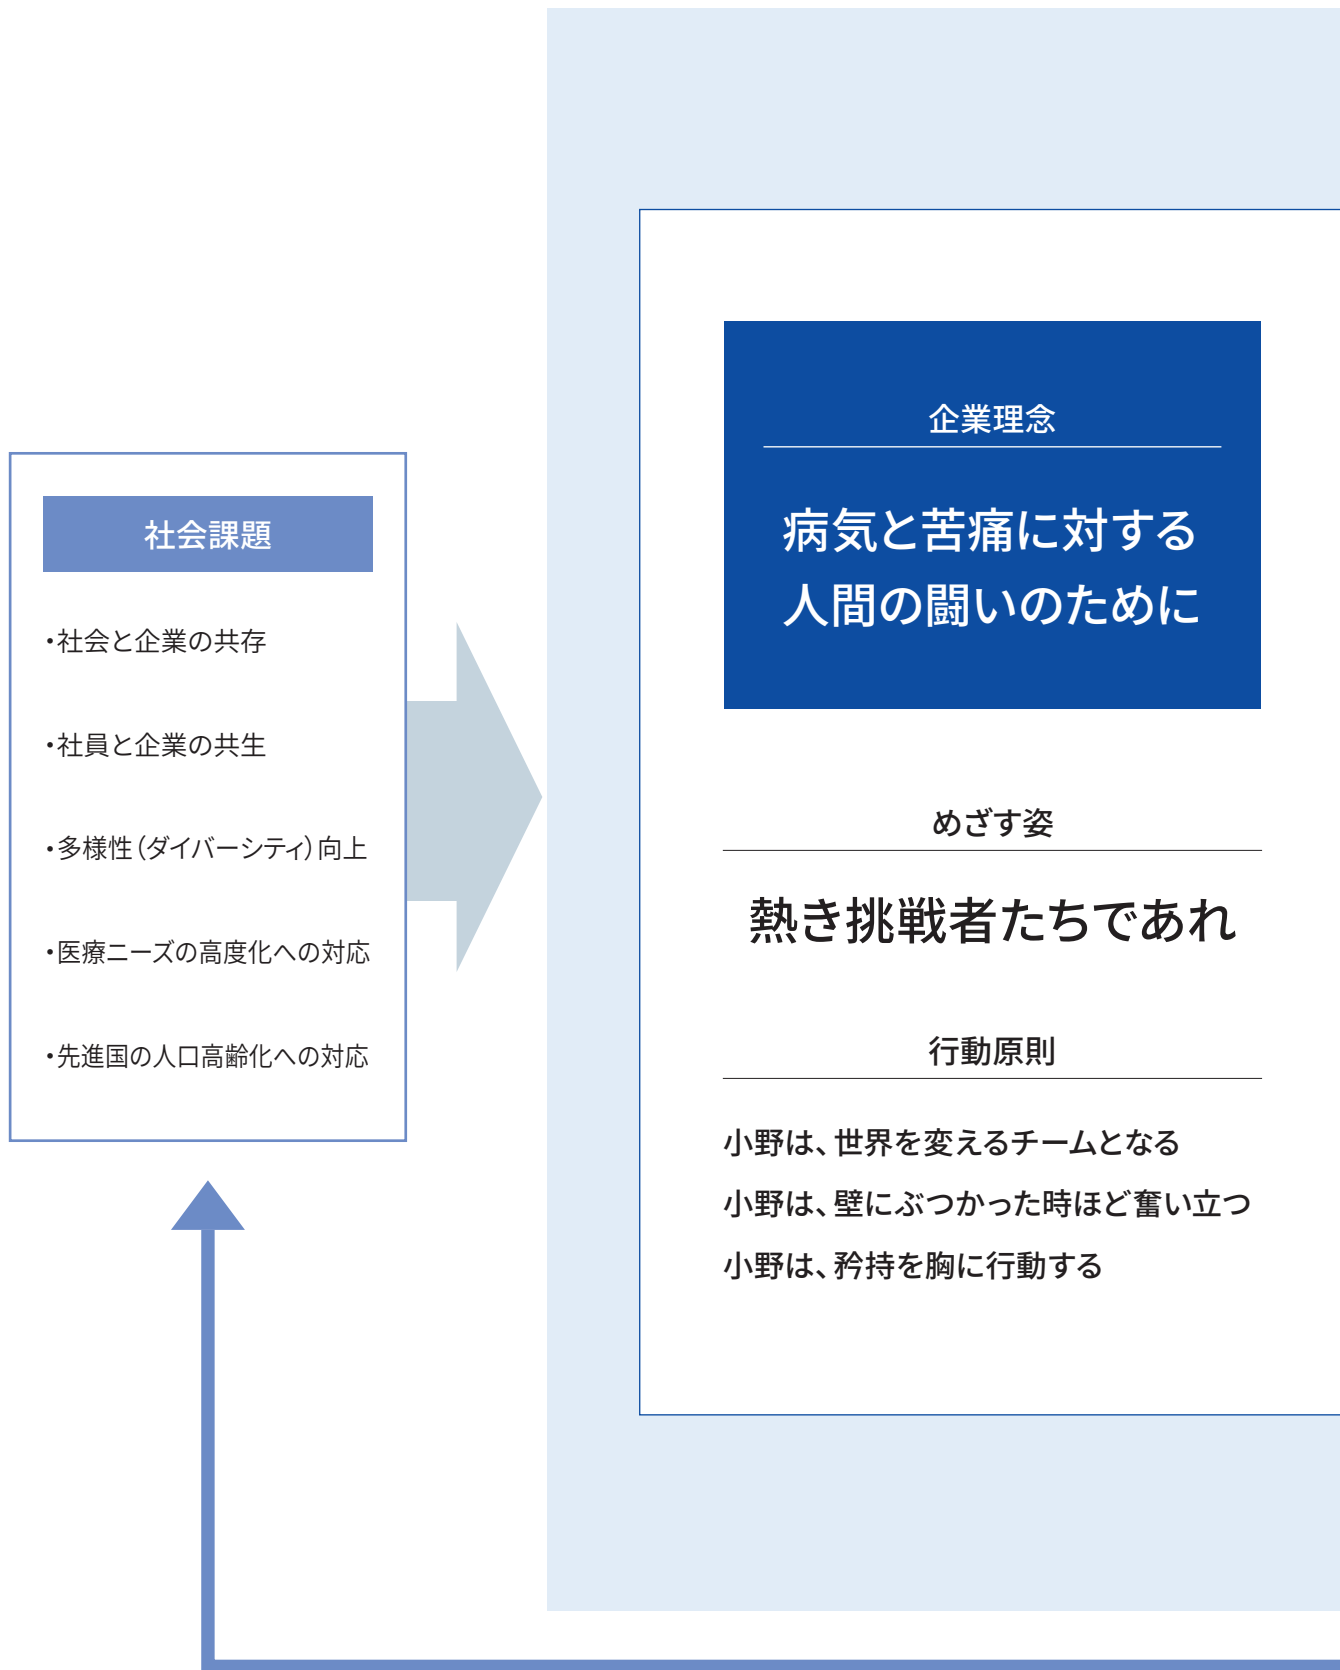 社会課題
・社会と企業の共存
・社員と企業の共生
・多様性(ダイバーシティ)向上
・医療ニーズの高度化への対応
・先進国の人口高齢化への対応
企業理念
病気と苦痛に対する
人間の闘いのために
めざす姿
熱き挑戦者たちであれ
行動原則
小野は、世界を変えるチームとなる
小野は、壁にぶつかった時ほど奮い立つ
小野は、矜持を胸に行動する